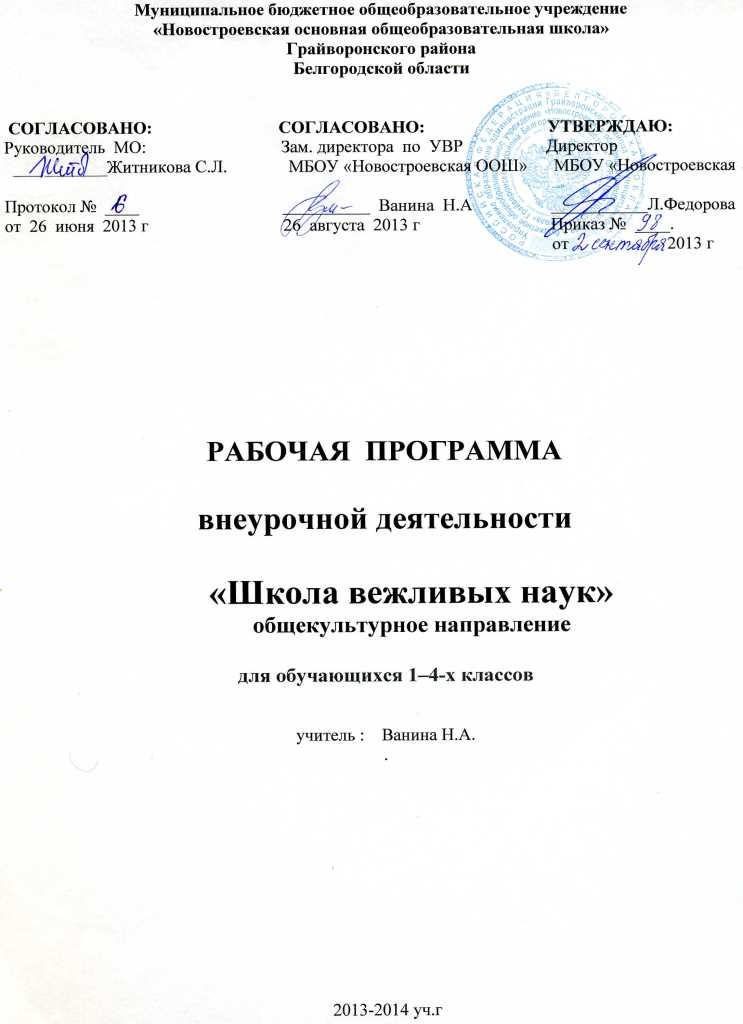 Муниципальное бюджетное общеобразовательное учреждение
«Новостроевская основная общеобразовательная школа»
Грайворонского района
Белгородской области
СОГЛАСОВАНО: СОГЛАСОВАНО: УТВЕРЖДАЮ:
Руководитель МО: Зам. директора по УВР Директор
Житникова С.Л. МБОУ «Новостроевская ООШ» МБОУ «Новостроевская
Протокол № 6 Ванина Н.А Л.Федорова
от 26 июня 2013 г 26 августа 2013 г Приказ № 98.
от 2 сентября 2013 г
РАБОЧАЯ ПРОГРАММА
внеурочной деятельности
«Школа вежливых наук»
общекультурное направление
для обучающихся 1–4-х классов
учитель : Ванина Н.А.
.
2013-2014 уч.г